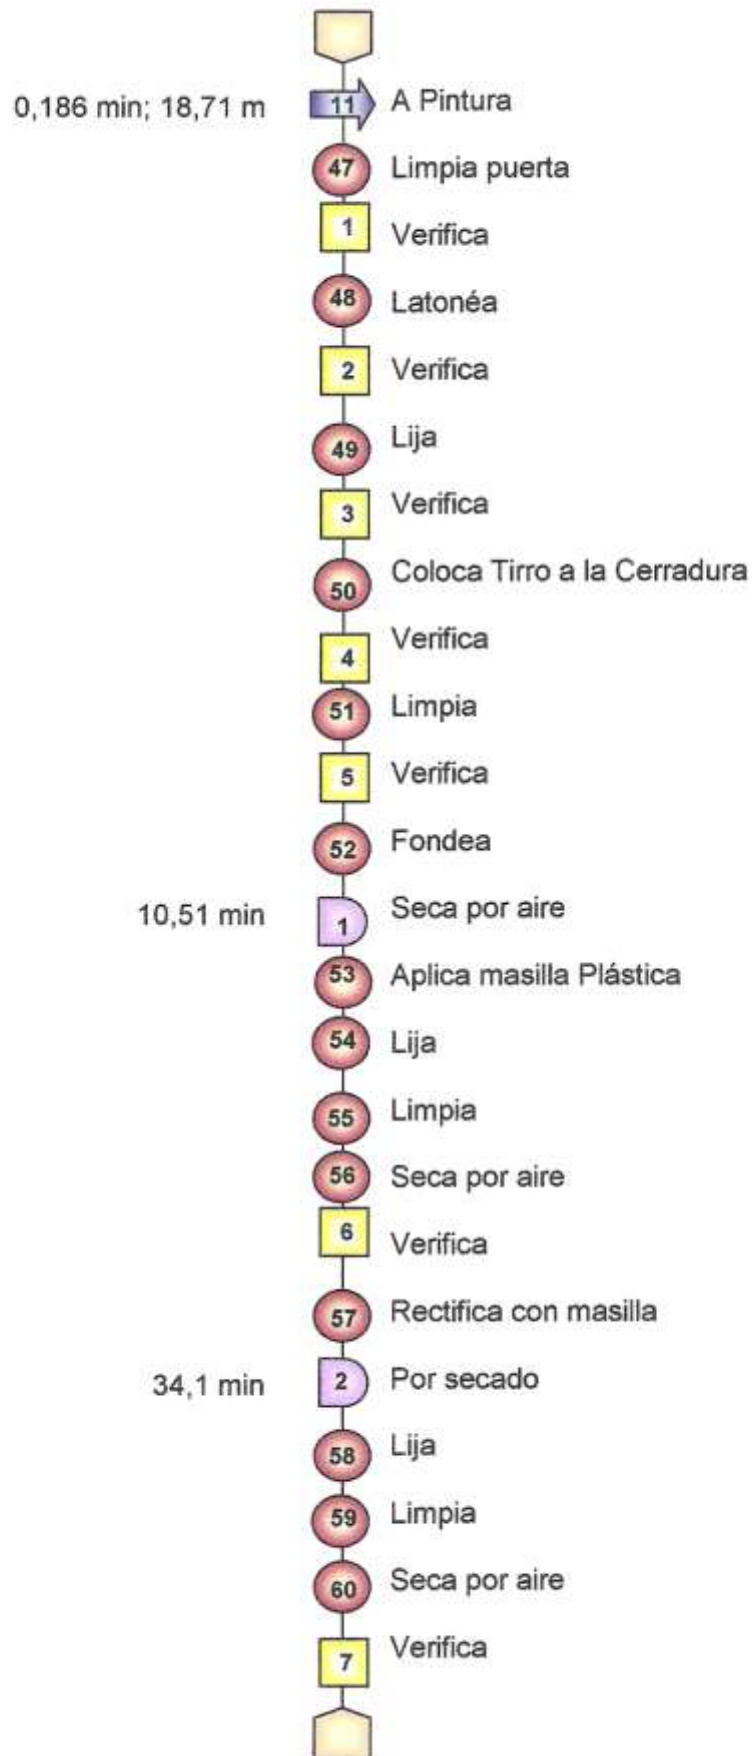 0,186 min; 18,71 m 11 A Pintura
47 Limpia puerta
1 Verifica
48 Latonéa
2 Verifica
49 Lija
3 Verifica
50 Coloca Tirro a la Cerradura
4 Verifica
51 Limpia
5 Verifica
52 Fondea
10,51 min 1 Seca por aire
53 Aplica masilla Plástica
54 Lija
55 Limpia
56 Seca por aire
6 Verifica
57 Rectifica con masilla
34,1 min 2 Por secado
58 Lija
59 Limpia
60 Seca por aire
7 Verifica